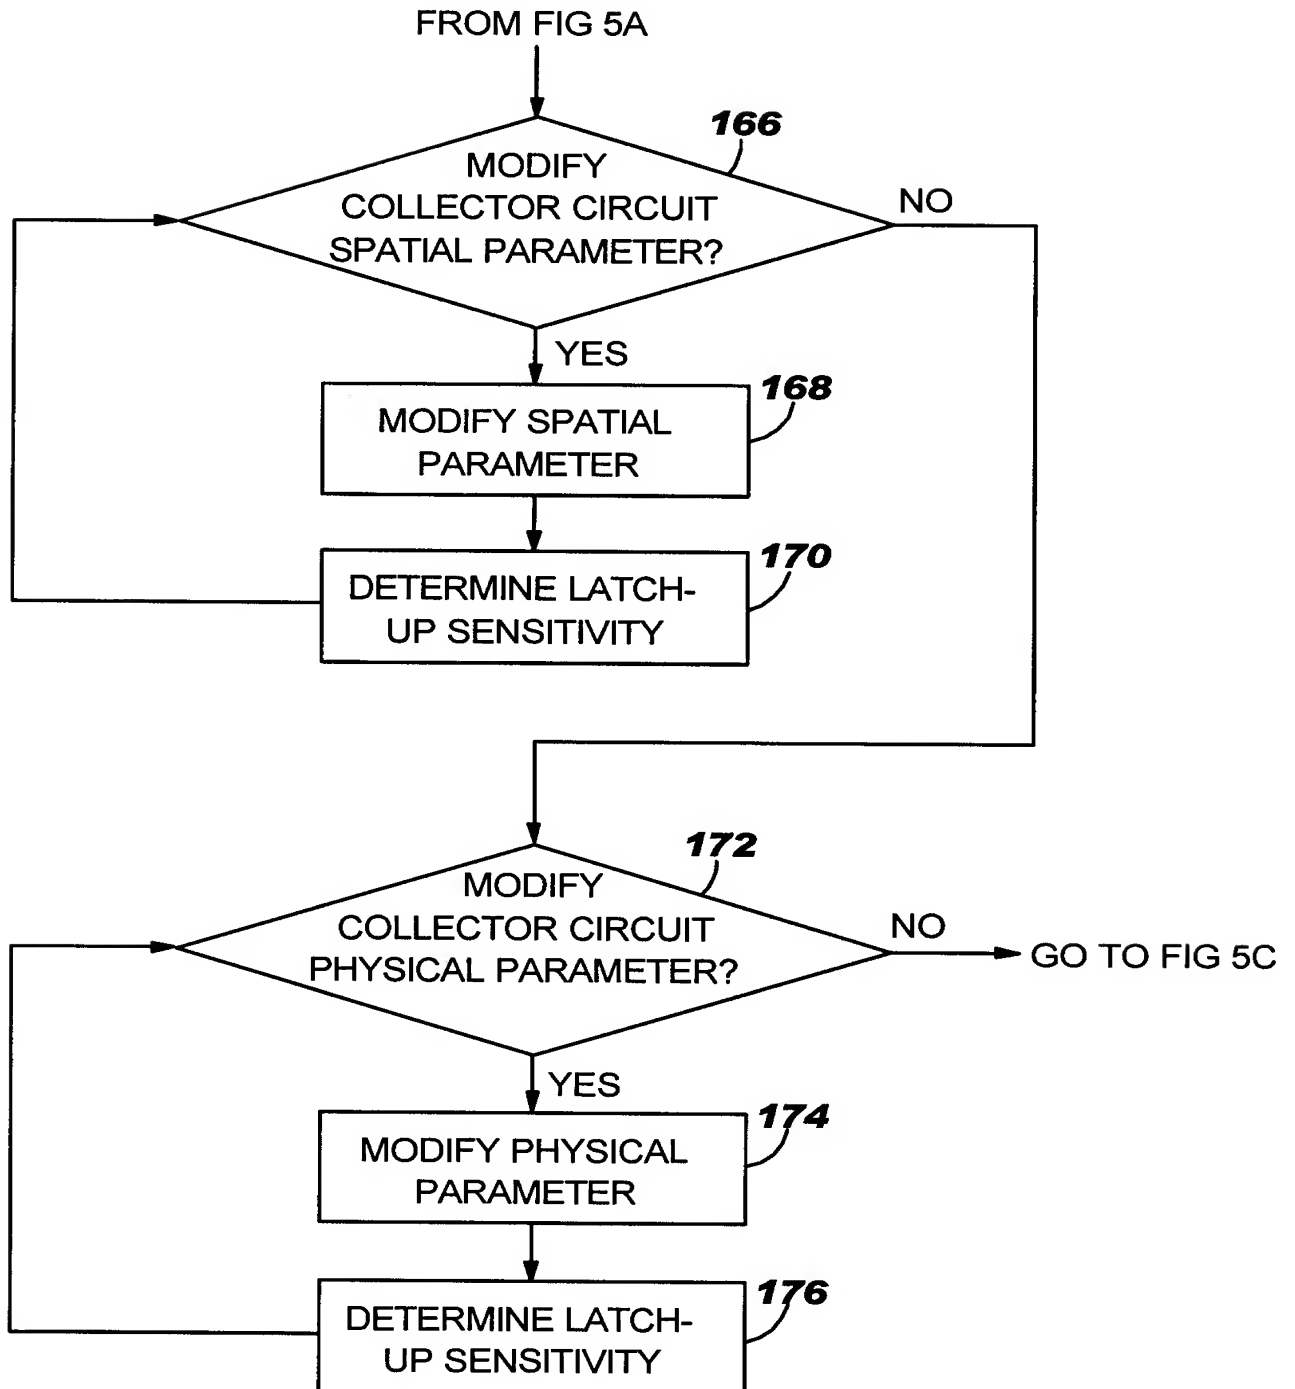 FROM FIG 5A
166
MODIFY
COLLECTOR CIRCUIT
SPATIAL PARAMETER?
NO
YES
168
MODIFY SPATIAL
PARAMETER
170
DETERMINE LATCH-
UP SENSITIVITY
172
MODIFY
COLLECTOR CIRCUIT
PHYSICAL PARAMETER?
NO
GO TO FIG 5C
YES
174
MODIFY PHYSICAL
PARAMETER
176
DETERMINE LATCH-
UP SENSITIVITY